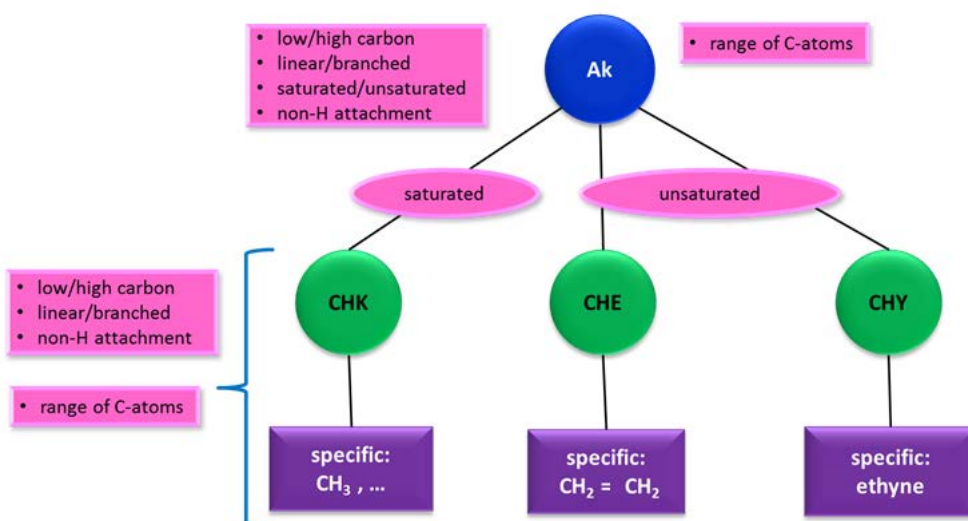 • low/high carbon
• linear/branched
• saturated/unsaturated
• non-H attachment
Ak
• range of C-atoms
saturated
unsaturated
• low/high carbon
• linear/branched
• non-H attachment
• range of C-atoms
CHK
CHE
CHY
specific:
CH₃ , ...
specific:
CH₂ = CH₂
specific:
ethyne